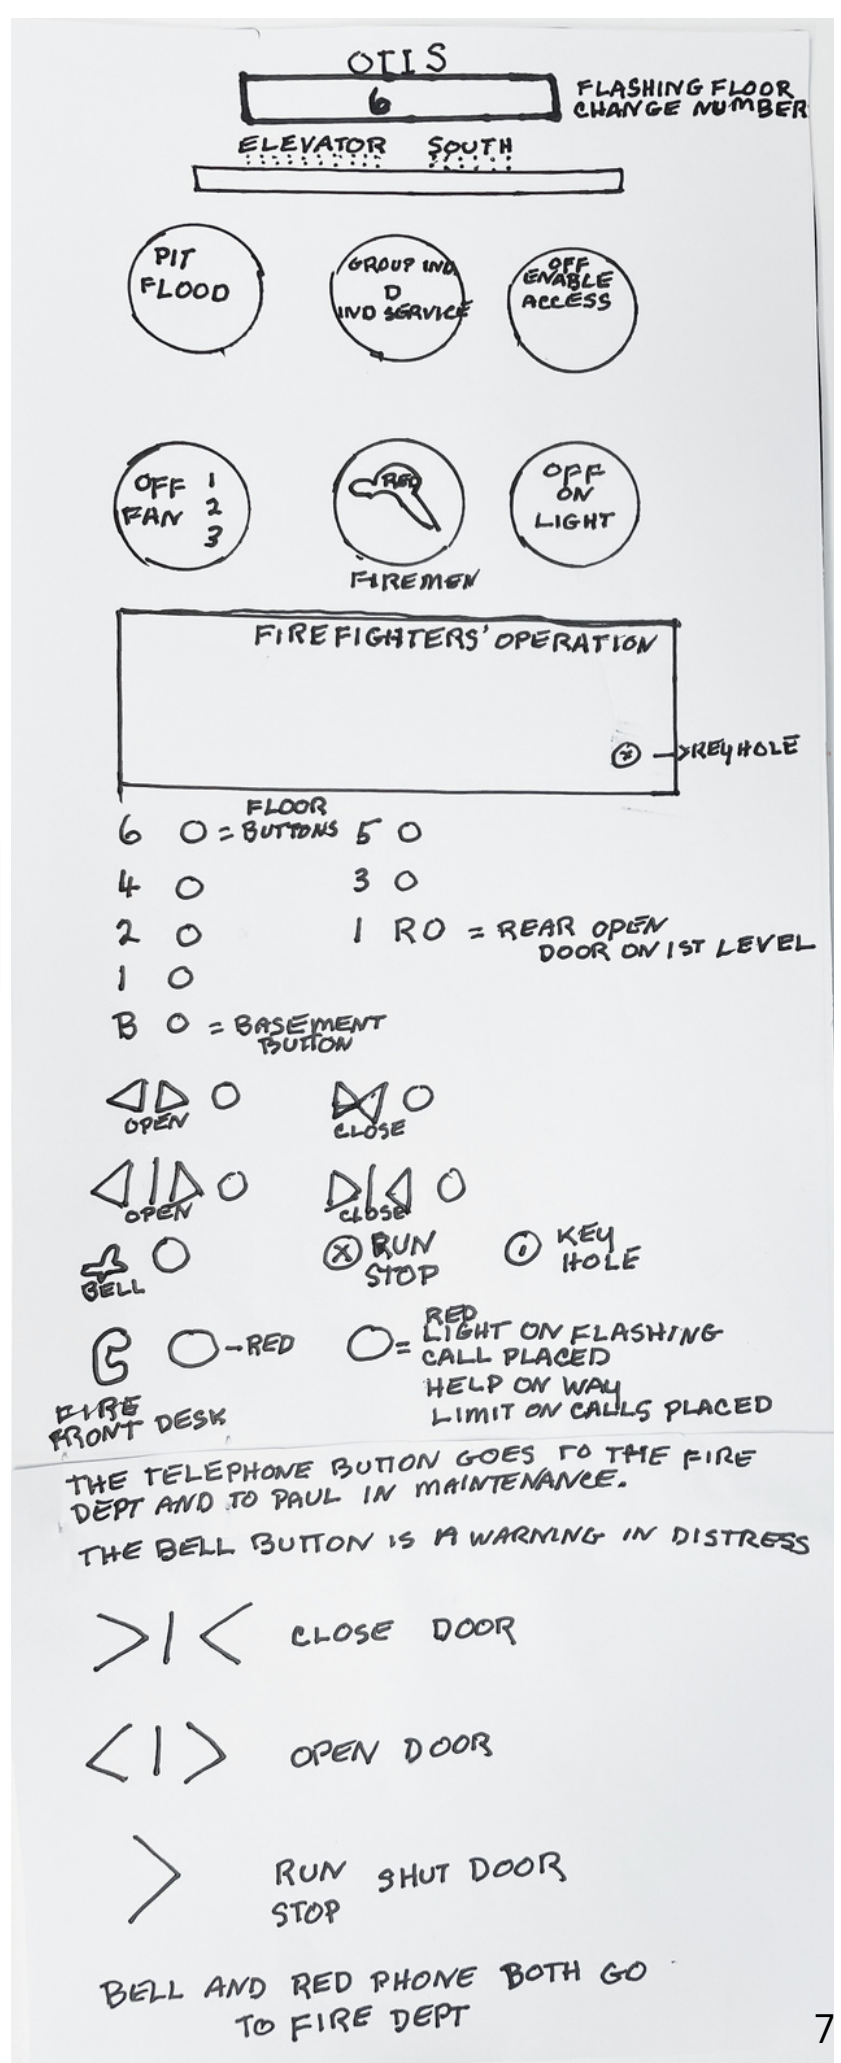 OTIS
6
FLASHING FLOOR
CHANGE NUMBER
ELEVATOR SOUTH
PIT
FLOOD
GROUP IND
D
IND SERVICE
OFF
ENABLE
ACCESS
OFF 1
FAN 2
3
RED
FIREMEN
OFF
ON
LIGHT
FIREFIGHTERS' OPERATION
KEYHOLE
6 O = FLOOR BUTTONS 5 O
4 O 3 O
2 O 1 RO = REAR OPEN
DOOR ON 1ST LEVEL
1 O
B O = BASEMENT
BUTTON
OPEN CLOSE
OPEN CLOSE
BELL
X RUN
STOP
KEY
HOLE
RED
FIRE
FRONT DESK
RED
= LIGHT ON FLASHING
CALL PLACED
HELP ON WAY
LIMIT ON CALLS PLACED
THE TELEPHONE BUTTON GOES TO THE FIRE
DEPT AND TO PAUL IN MAINTENANCE.
THE BELL BUTTON IS A WARNING IN DISTRESS
>|< CLOSE DOOR
<|> OPEN DOOR
> RUN SHUT DOOR
STOP
BELL AND RED PHONE BOTH GO
TO FIRE DEPT
7